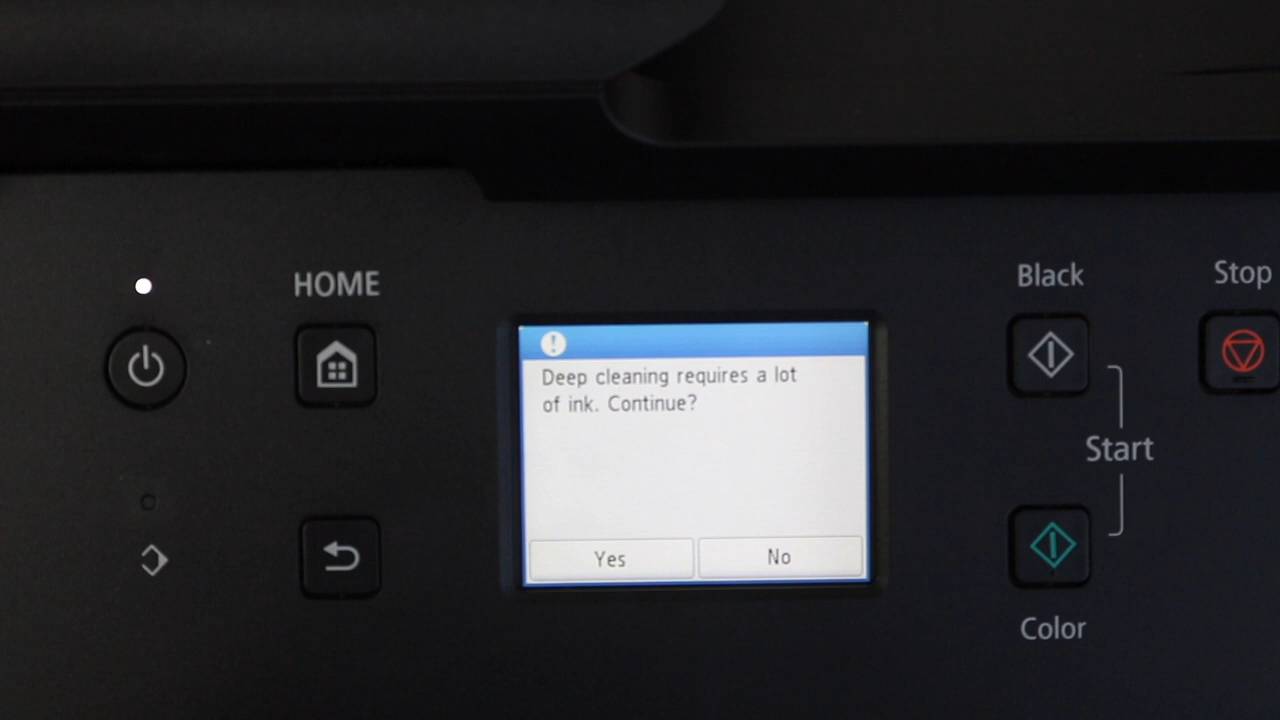 HOME
Black
Stop
Deep cleaning requires a lot
of ink. Continue?
Start
Yes
No
Color